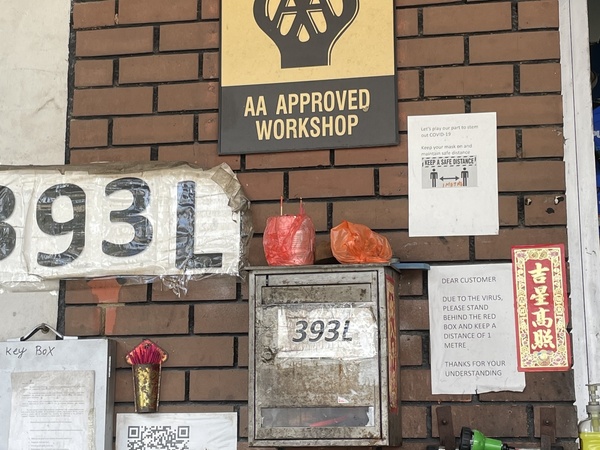 AA APPROVED
WORKSHOP
Let's play our part to stem
out COVID-19
Keep your mask on and
maintain safe distance
KEEP A SAFE DISTANCE!
393L
393L
DEAR CUSTOMER
DUE TO THE VIRUS,
PLEASE STAND
BEHIND THE RED
BOX AND KEEP A
DISTANCE OF 1
METRE
THANKS FOR YOUR
UNDERSTANDING
吉星高照
Key Box